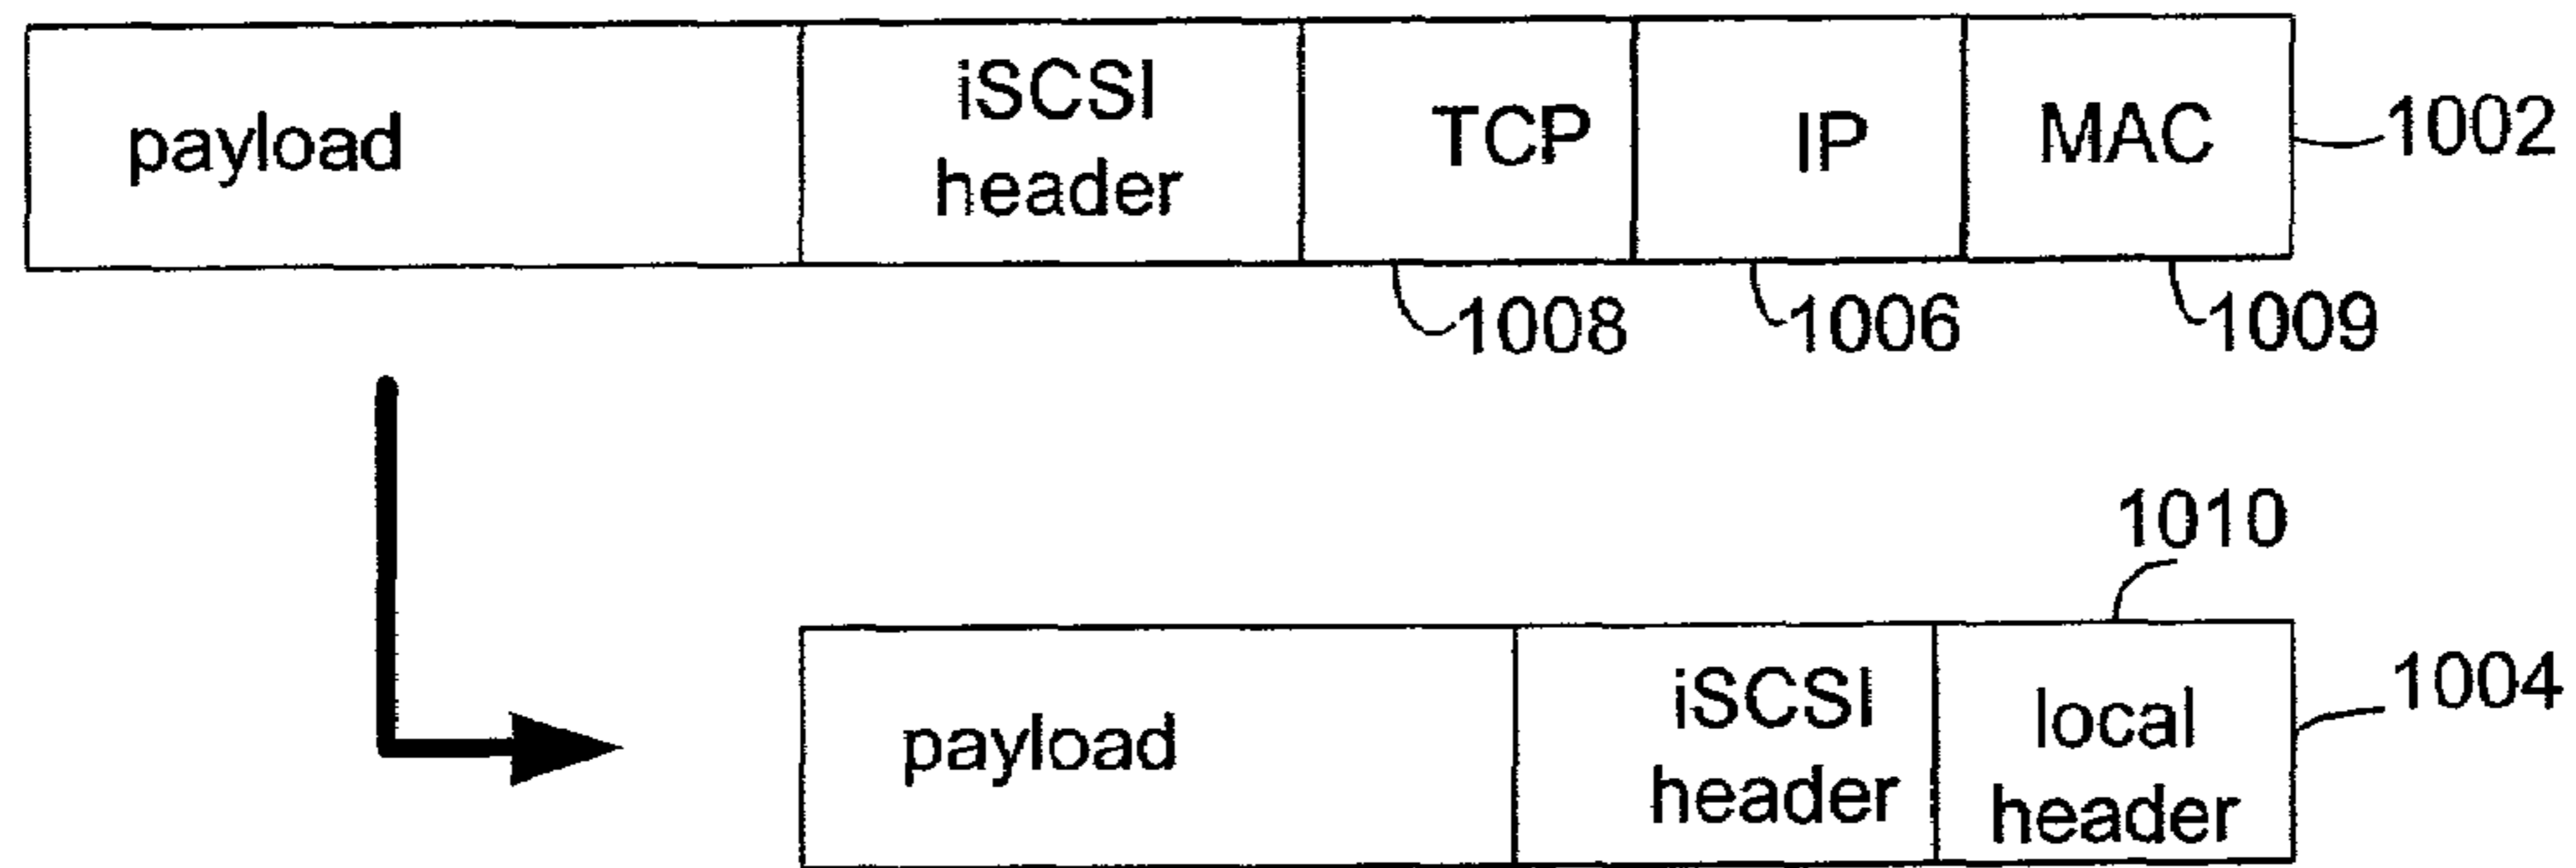 payload
iSCSI
header
TCP
IP
MAC
1002
1008
1006
1009
1010
payload
iSCSI
header
local
header
1004